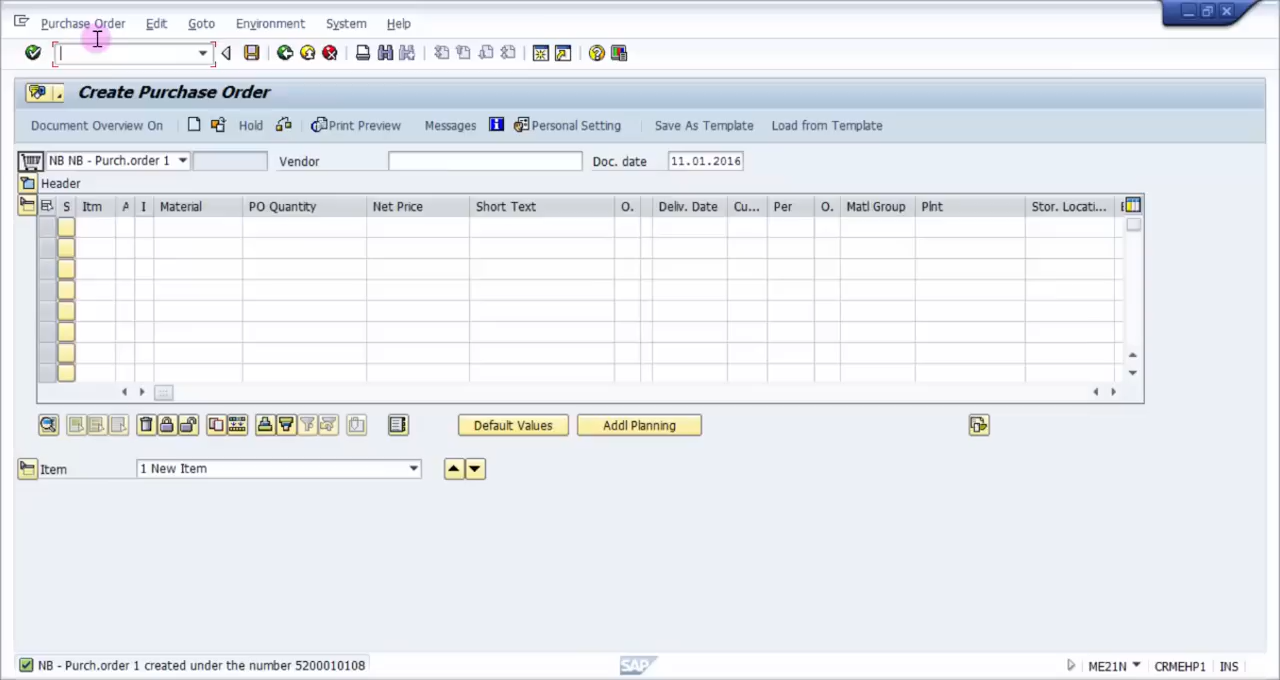 Purchase Order Edit Goto Environment System Help
Create Purchase Order
Document Overview On Hold Print Preview Messages Personal Setting Save As Template Load from Template
NB NB - Purch.order 1 Vendor Doc. date 11.01.2016
Header
S Itm A I Material PO Quantity Net Price Short Text O. Deliv. Date Cu... Per O. Matl Group Plnt Stor. Locati...
Default Values Addl Planning
Item 1 New Item
NB - Purch.order 1 created under the number 5200010108 SAP ME21N CRMEHP1 INS